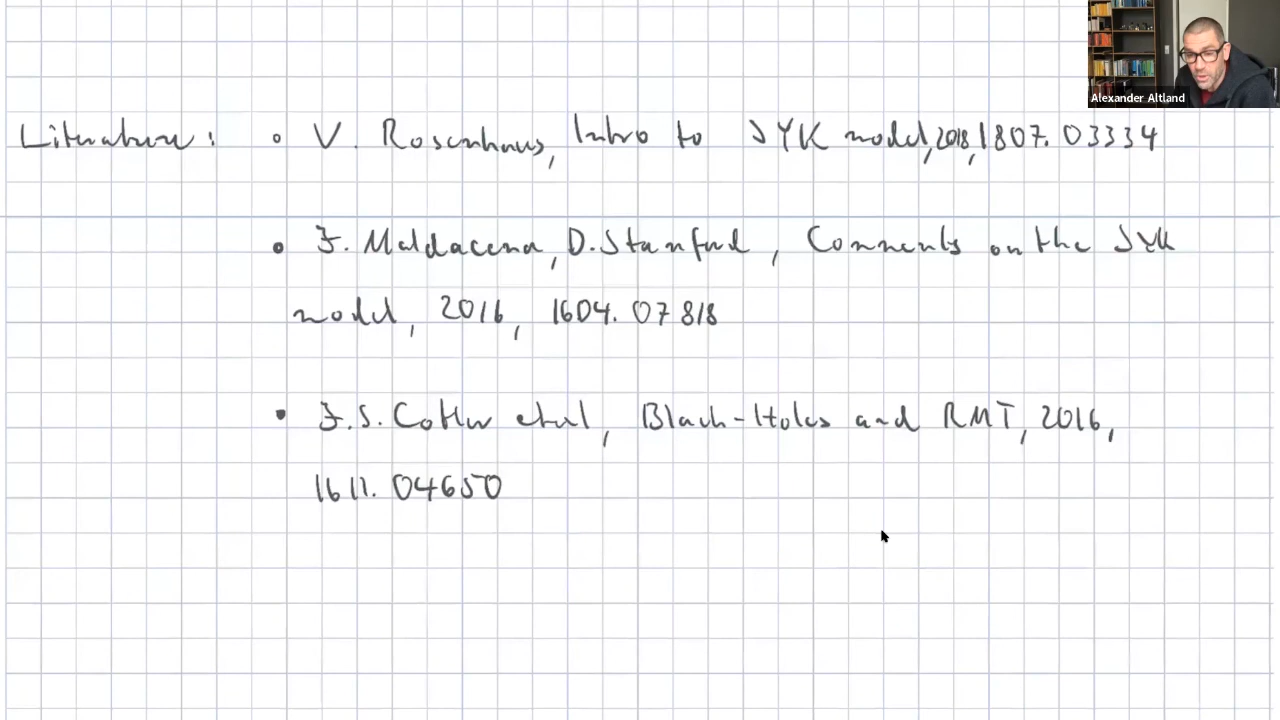 Alexander Altland
Literature: • V. Rosenhaus, Intro to SYK model, 2018, 1807.03334
• J. Maldacena, D. Stanford, Comments on the SYK
model, 2016, 1604.07818
• J.S. Cotler et al, Black-Holes and RMT, 2016,
1611.04650